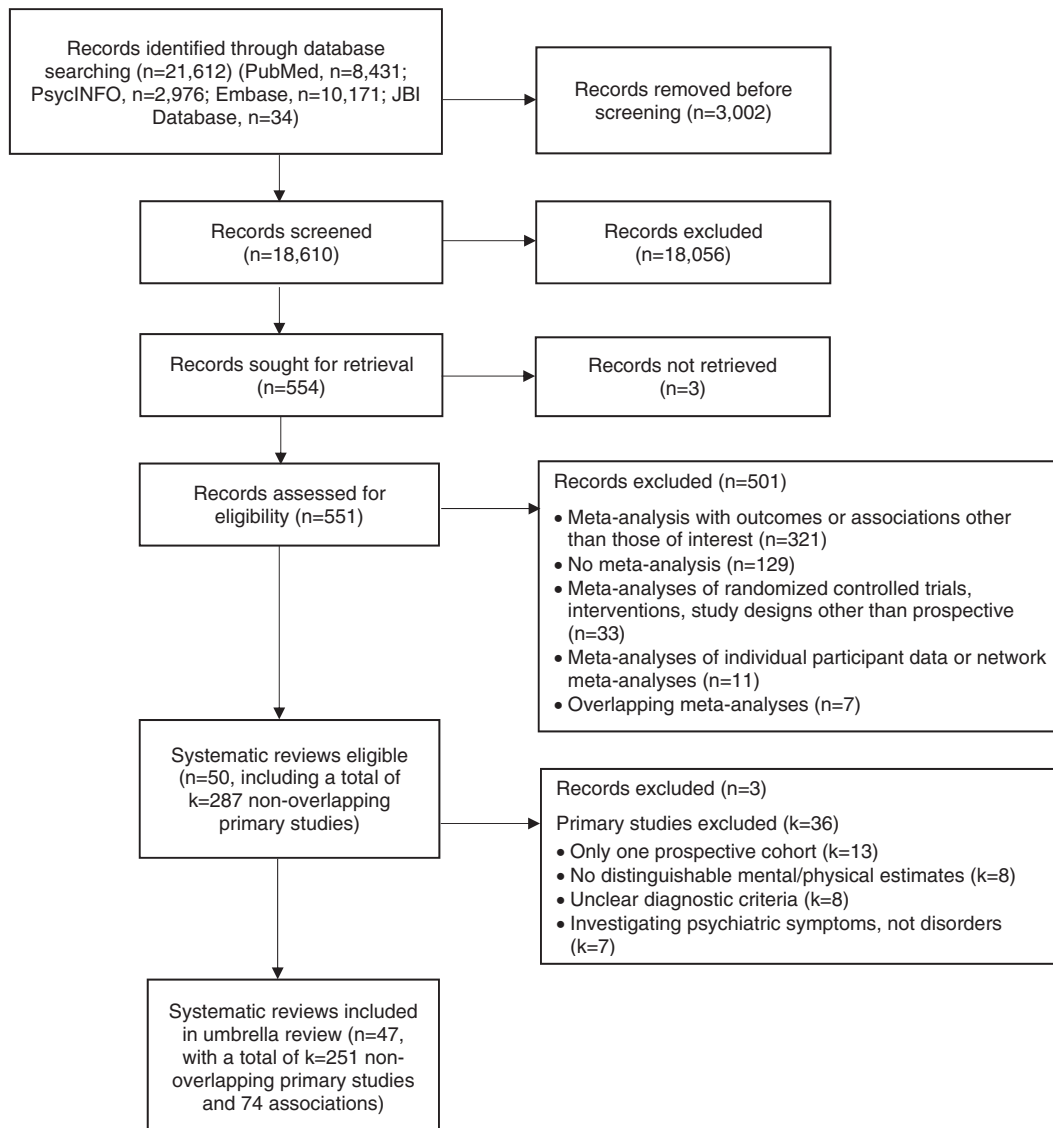 Records identified through database
searching (n=21,612) (PubMed, n=8,431;
PsycINFO, n=2,976; Embase, n=10,171; JBI
Database, n=34)
Records removed before
screening (n=3,002)
Records screened
(n=18,610)
Records excluded
(n=18,056)
Records sought for retrieval
(n=554)
Records not retrieved
(n=3)
Records assessed for
eligibility (n=551)
Records excluded (n=501)
• Meta-analysis with outcomes or associations other
than those of interest (n=321)
• No meta-analysis (n=129)
• Meta-analyses of randomized controlled trials,
interventions, study designs other than prospective
(n=33)
• Meta-analyses of individual participant data or network
meta-analyses (n=11)
• Overlapping meta-analyses (n=7)
Systematic reviews eligible
(n=50, including a total of
k=287 non-overlapping
primary studies)
Records excluded (n=3)
Primary studies excluded (k=36)
• Only one prospective cohort (k=13)
• No distinguishable mental/physical estimates (k=8)
• Unclear diagnostic criteria (k=8)
• Investigating psychiatric symptoms, not disorders
(k=7)
Systematic reviews included
in umbrella review (n=47,
with a total of k=251 non-
overlapping primary studies
and 74 associations)